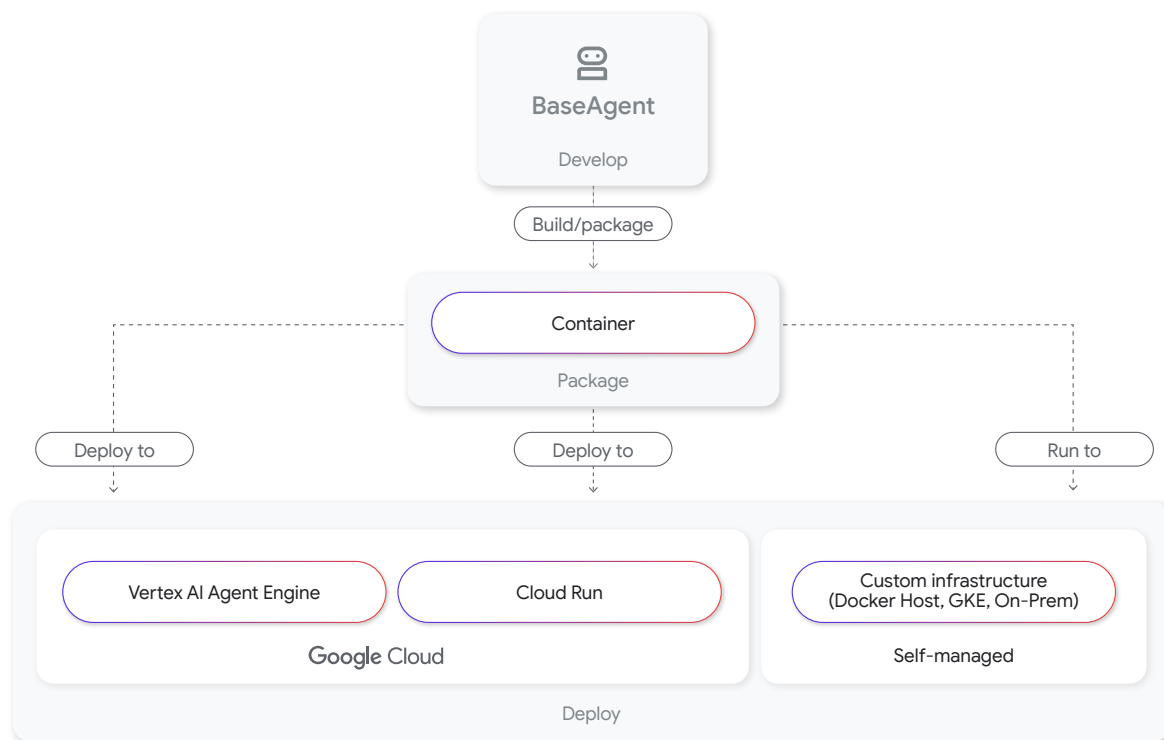 BaseAgent
Develop
Build/package
Container
Package
Deploy to
Deploy to
Run to
Vertex AI Agent Engine
Cloud Run
Custom infrastructure
(Docker Host, GKE, On-Prem)
Google Cloud
Self-managed
Deploy